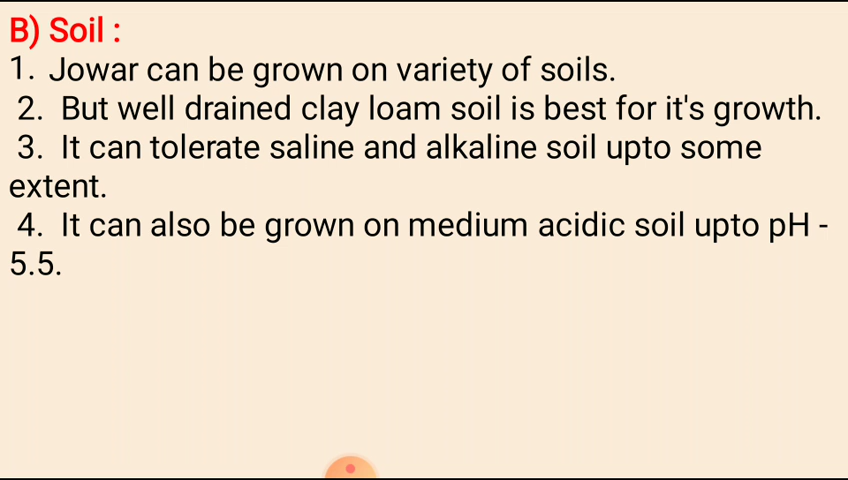 B) Soil :
1. Jowar can be grown on variety of soils.
2. But well drained clay loam soil is best for it's growth.
3. It can tolerate saline and alkaline soil upto some
extent.
4. It can also be grown on medium acidic soil upto pH -
5.5.